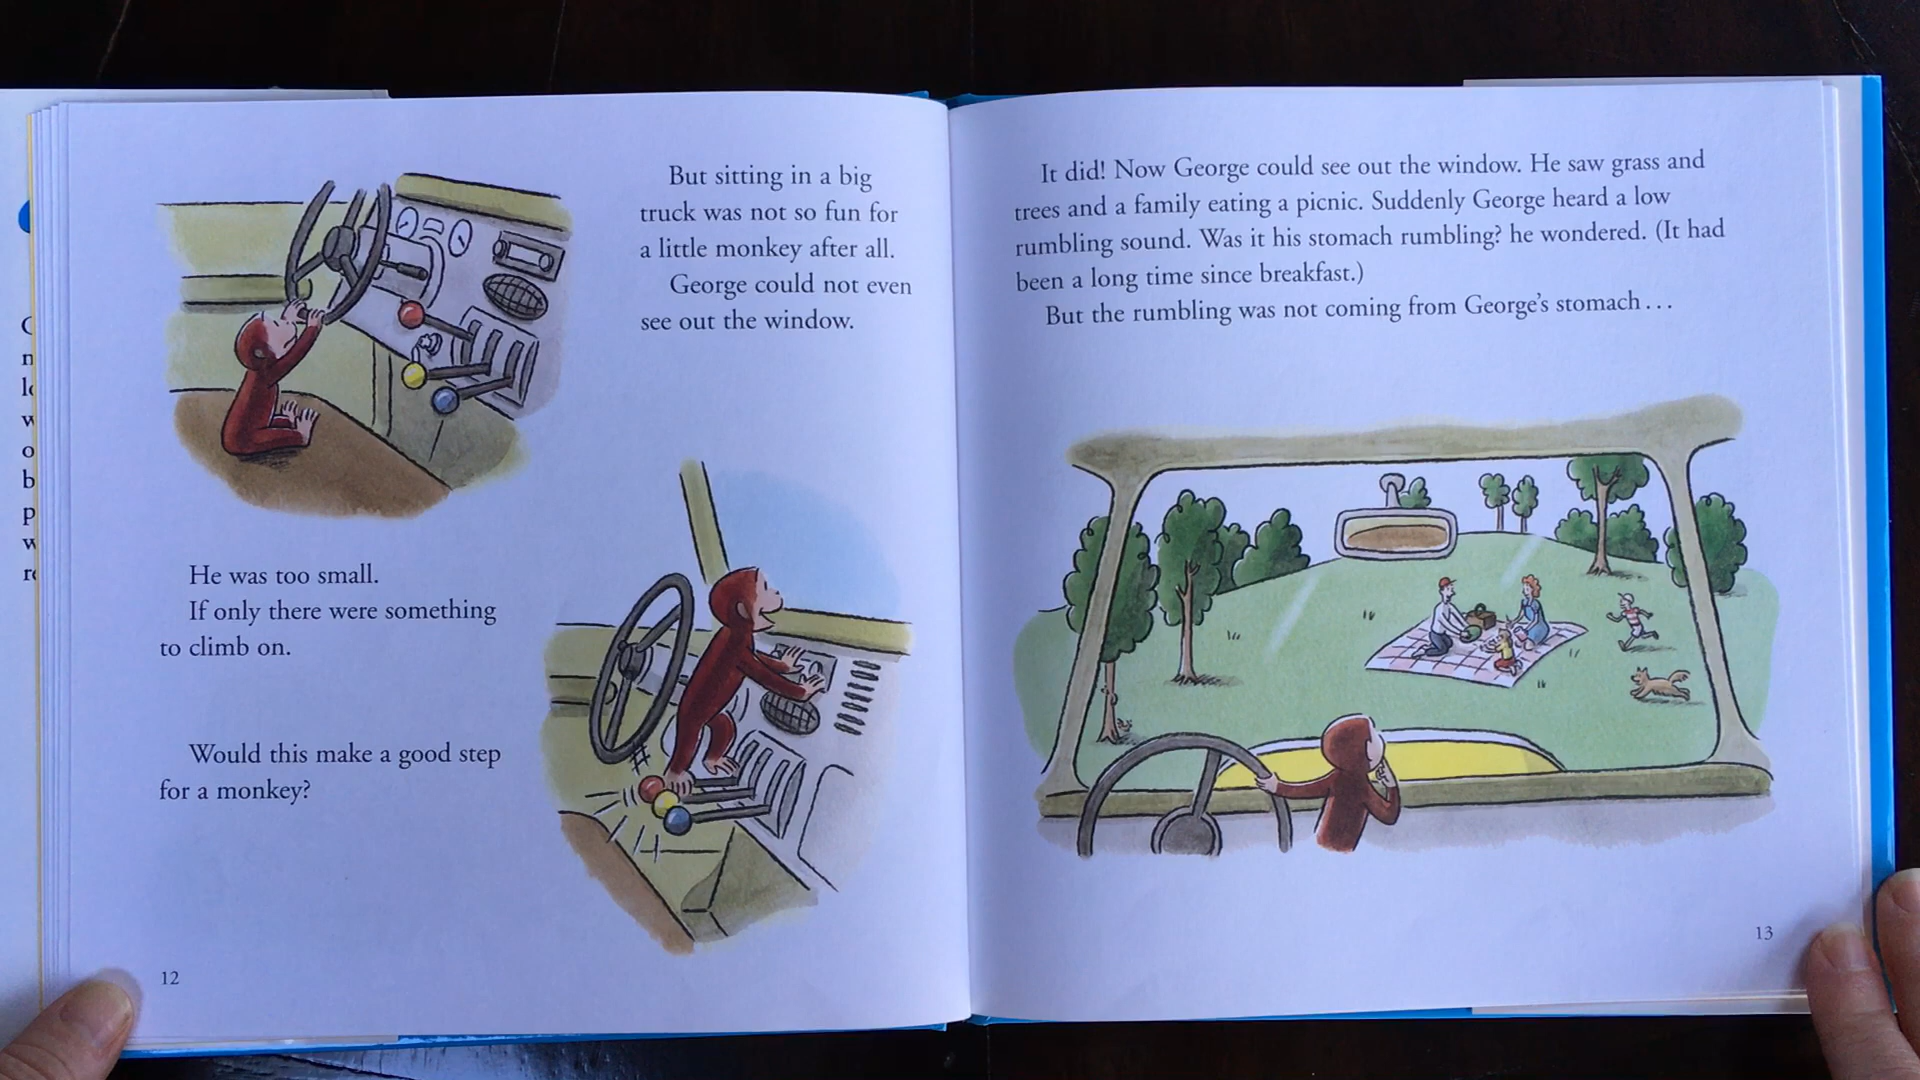 But sitting in a big
truck was not so fun for
a little monkey after all.
George could not even
see out the window.
He was too small.
If only there were something
to climb on.
Would this make a good step
for a monkey?
12
It did! Now George could see out the window. He saw grass and
trees and a family eating a picnic. Suddenly George heard a low
rumbling sound. Was it his stomach rumbling? he wondered. (It had
been a long time since breakfast.)
But the rumbling was not coming from George’s stomach . . .
13